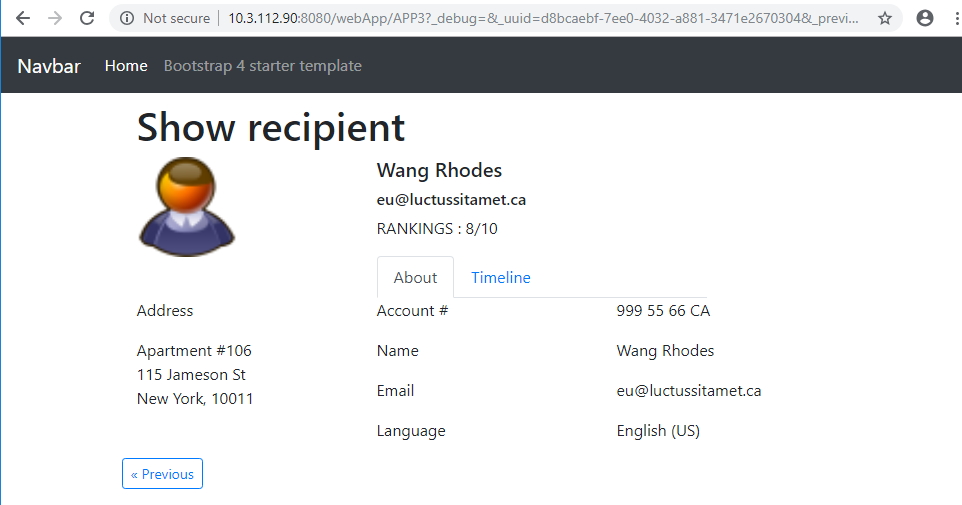 Not secure | 10.3.112.90:8080/webApp/APP3?_debug=&_uuid=d8bcaebf-7ee0-4032-a881-3471e2670304&_previ...
Navbar Home Bootstrap 4 starter template
Show recipient
Wang Rhodes
eu@luctussitamet.ca
RANKINGS : 8/10
About Timeline
Address Account # 999 55 66 CA
Apartment #106 Name Wang Rhodes
115 Jameson St
Email eu@luctussitamet.ca
New York, 10011
Language English (US)
« Previous